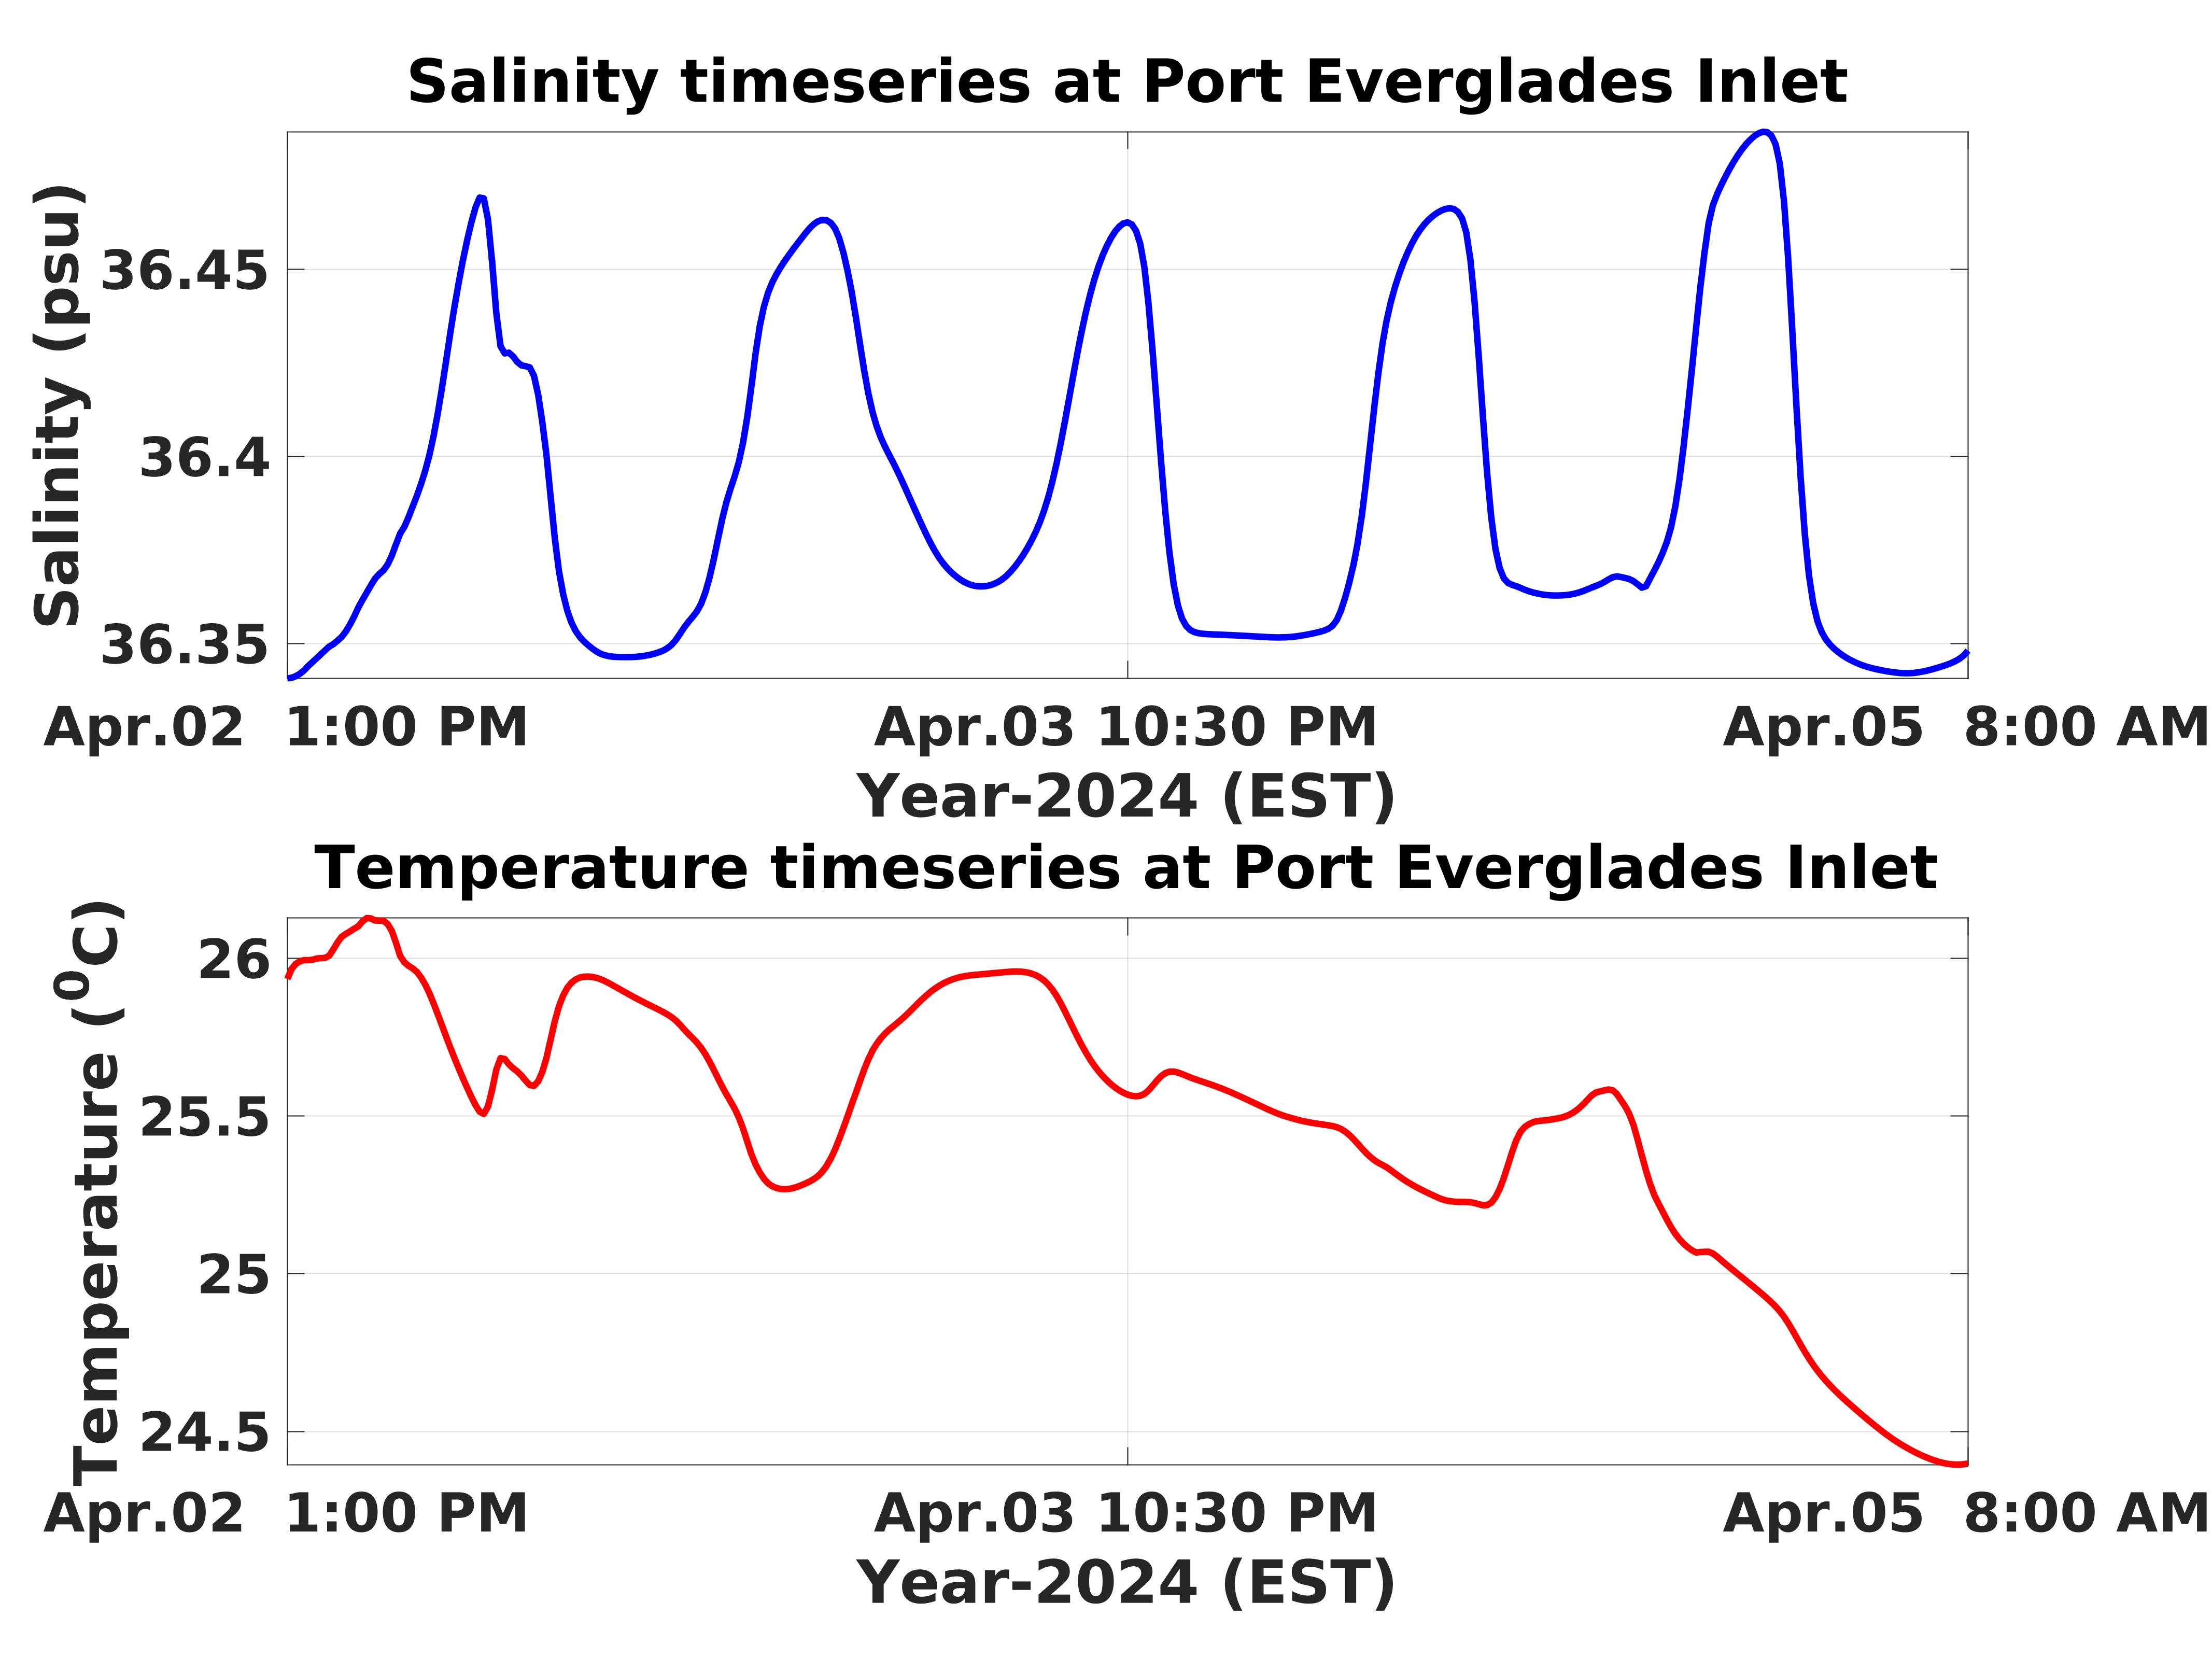 Salinity timeseries at Port Everglades Inlet
Salinity (psu)
36.45
36.4
36.35
Apr.02 1:00 PM Apr.03 10:30 PM Apr.05 8:00 AM
Year-2024 (EST)
Temperature timeseries at Port Everglades Inlet
Temperature (⁰C)
26
25.5
25
24.5
Apr.02 1:00 PM Apr.03 10:30 PM Apr.05 8:00 AM
Year-2024 (EST)